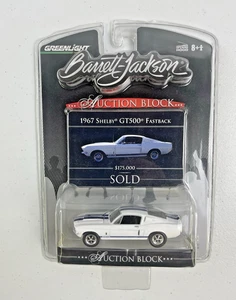 GREENLIGHT
8+
Barrett-Jackson
AUCTION BLOCK
1967 SHELBY® GT500® FASTBACK
$175,000
SOLD
AUCTION BLOCK